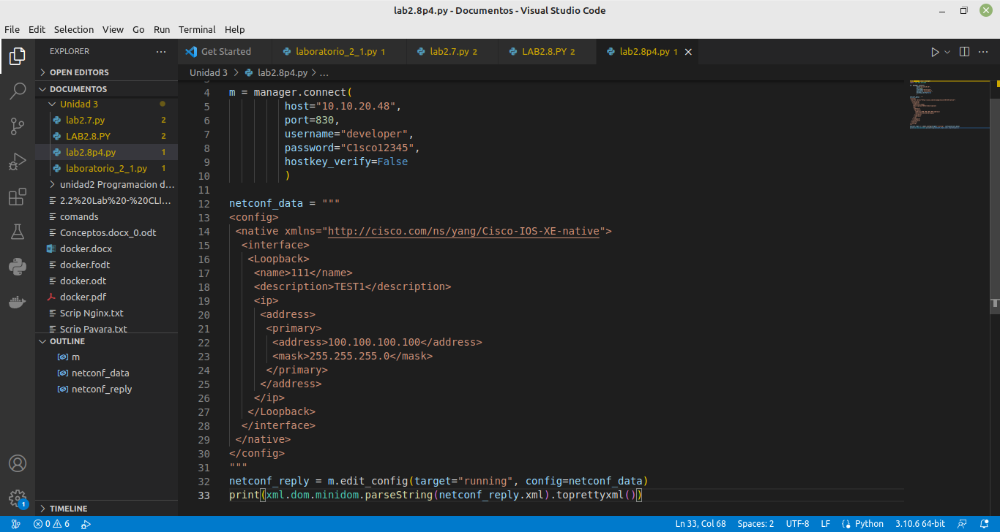 lab2.8p4.py - Documentos - Visual Studio Code
File Edit Selection View Go Run Terminal Help
EXPLORER
OPEN EDITORS
DOCUMENTOS
Unidad 3
lab2.7.py 2
LAB2.8.PY 2
lab2.8p4.py 1
laboratorio_2_1.py 1
unidad2 Programacion d...
2.2%20Lab%20-%20CLI...
comands
Conceptos.docx_0.odt
docker.docx
docker.fodt
docker.odt
docker.pdf
Scrip Nginx.txt
Scrip Payara.txt
OUTLINE
m
netconf_data
netconf_reply
TIMELINE
Get Started laboratorio_2_1.py 1 lab2.7.py 2 LAB2.8.PY 2 lab2.8p4.py 1
Unidad 3 > lab2.8p4.py > ...
4 m = manager.connect(
5 host="10.10.20.48",
6 port=830,
7 username="developer",
8 password="C1sco12345",
9 hostkey_verify=False
10 )
11
12 netconf_data = """
13 <config>
14 <native xmlns="http://cisco.com/ns/yang/Cisco-IOS-XE-native">
15 <interface>
16 <Loopback>
17 <name>111</name>
18 <description>TEST1</description>
19 <ip>
20 <address>
21 <primary>
22 <address>100.100.100.100</address>
23 <mask>255.255.255.0</mask>
24 </primary>
25 </address>
26 </ip>
27 </Loopback>
28 </interface>
29 </native>
30 </config>
31 """
32 netconf_reply = m.edit_config(target="running", config=netconf_data)
33 print(xml.dom.minidom.parseString(netconf_reply.xml).toprettyxml())
1
0 6 Ln 33, Col 68 Spaces: 2 UTF-8 LF Python 3.10.6 64-bit